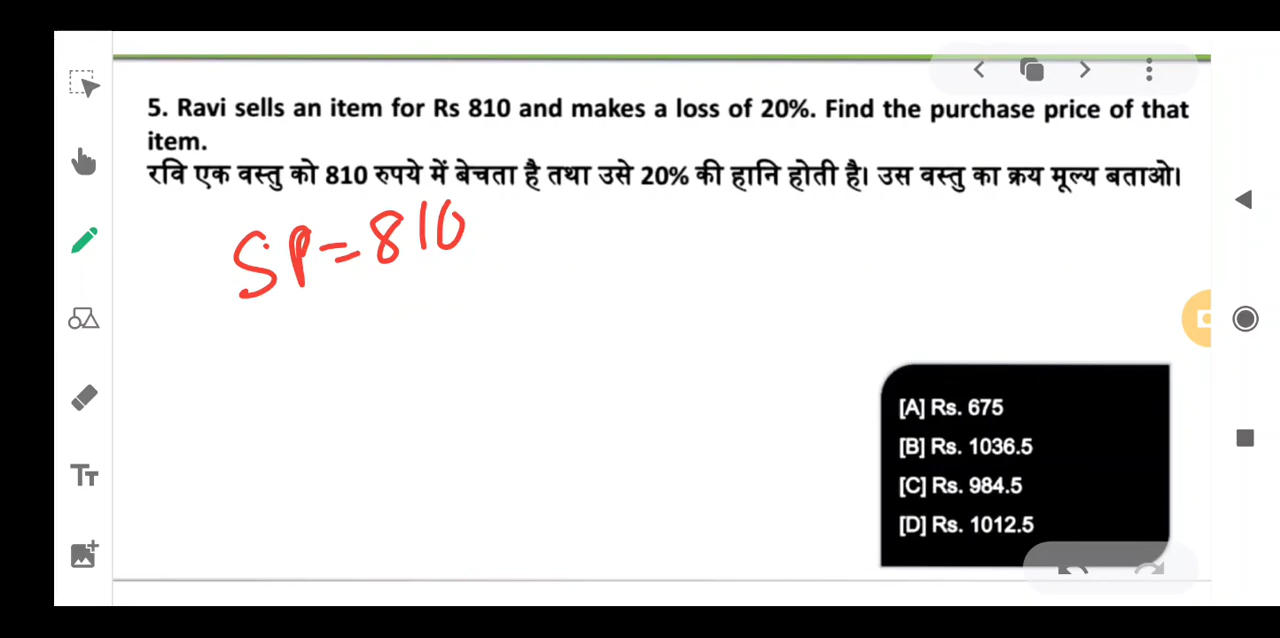 5. Ravi sells an item for Rs 810 and makes a loss of 20%. Find the purchase price of that
item.
रवि एक वस्तु को 810 रुपये में बेचता है तथा उसे 20% की हानि होती है। उस वस्तु का क्रय मूल्य बताओ।
SP=810
[A] Rs. 675
[B] Rs. 1036.5
[C] Rs. 984.5
[D] Rs. 1012.5
TT